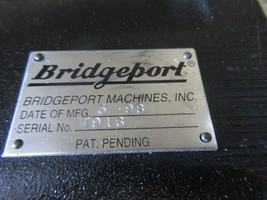 Bridgeport®
BRIDGEPORT MACHINES, INC.
DATE OF MFG.
SERIAL No.
PAT. PENDING